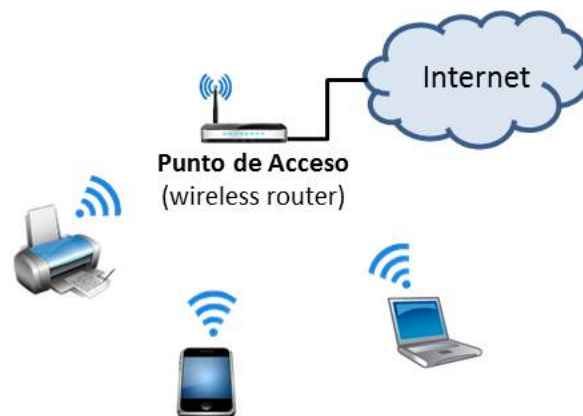 Internet
Punto de Acceso
(wireless router)